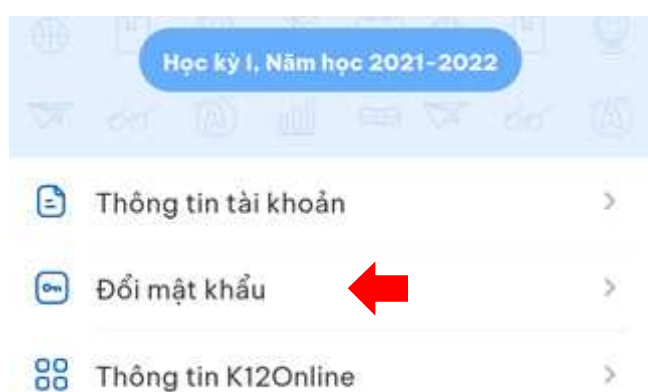 Học kỳ I, Năm học 2021-2022
Thông tin tài khoản
Đổi mật khẩu
Thông tin K12Online